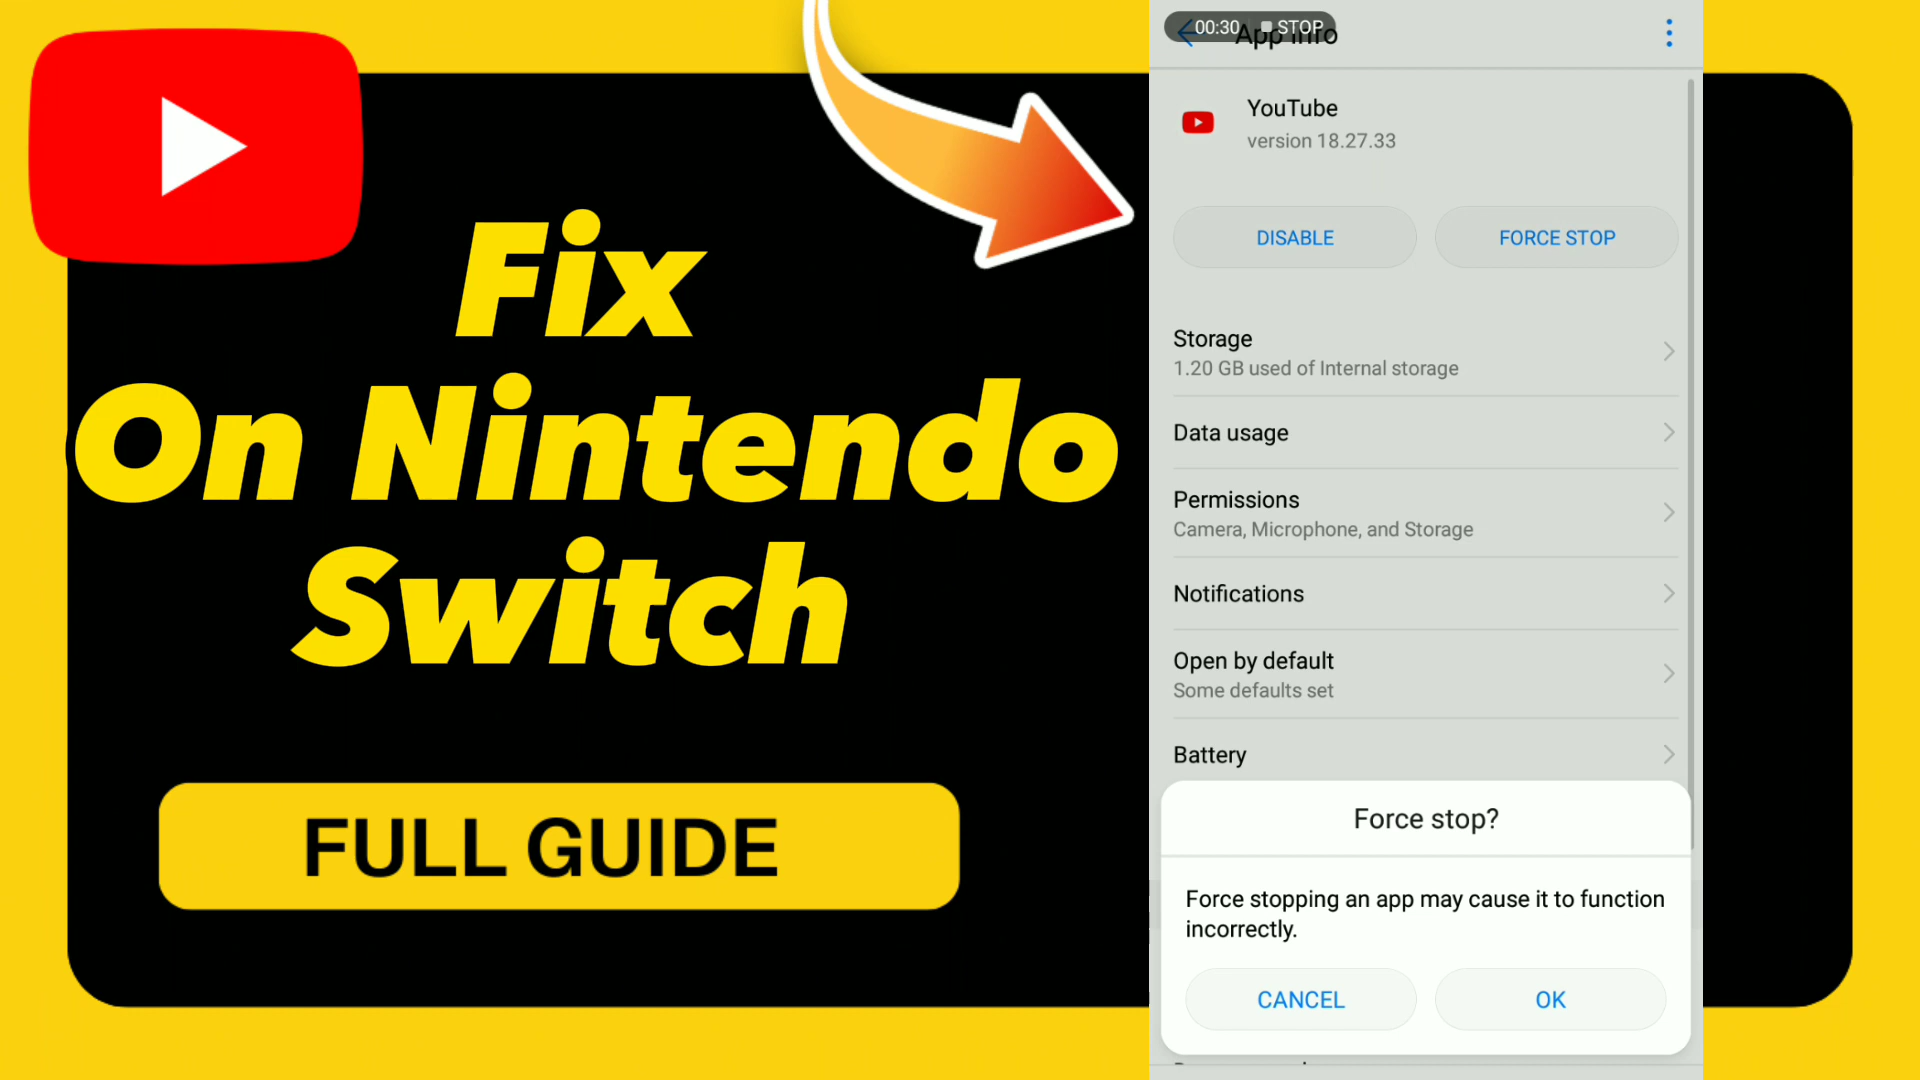 Fix
On Nintendo
Switch
FULL GUIDE
00:30 STOP
App info
YouTube
version 18.27.33
DISABLE
FORCE STOP
Storage
1.20 GB used of Internal storage
Data usage
Permissions
Camera, Microphone, and Storage
Notifications
Open by default
Some defaults set
Battery
Force stop?
Force stopping an app may cause it to function
incorrectly.
CANCEL
OK